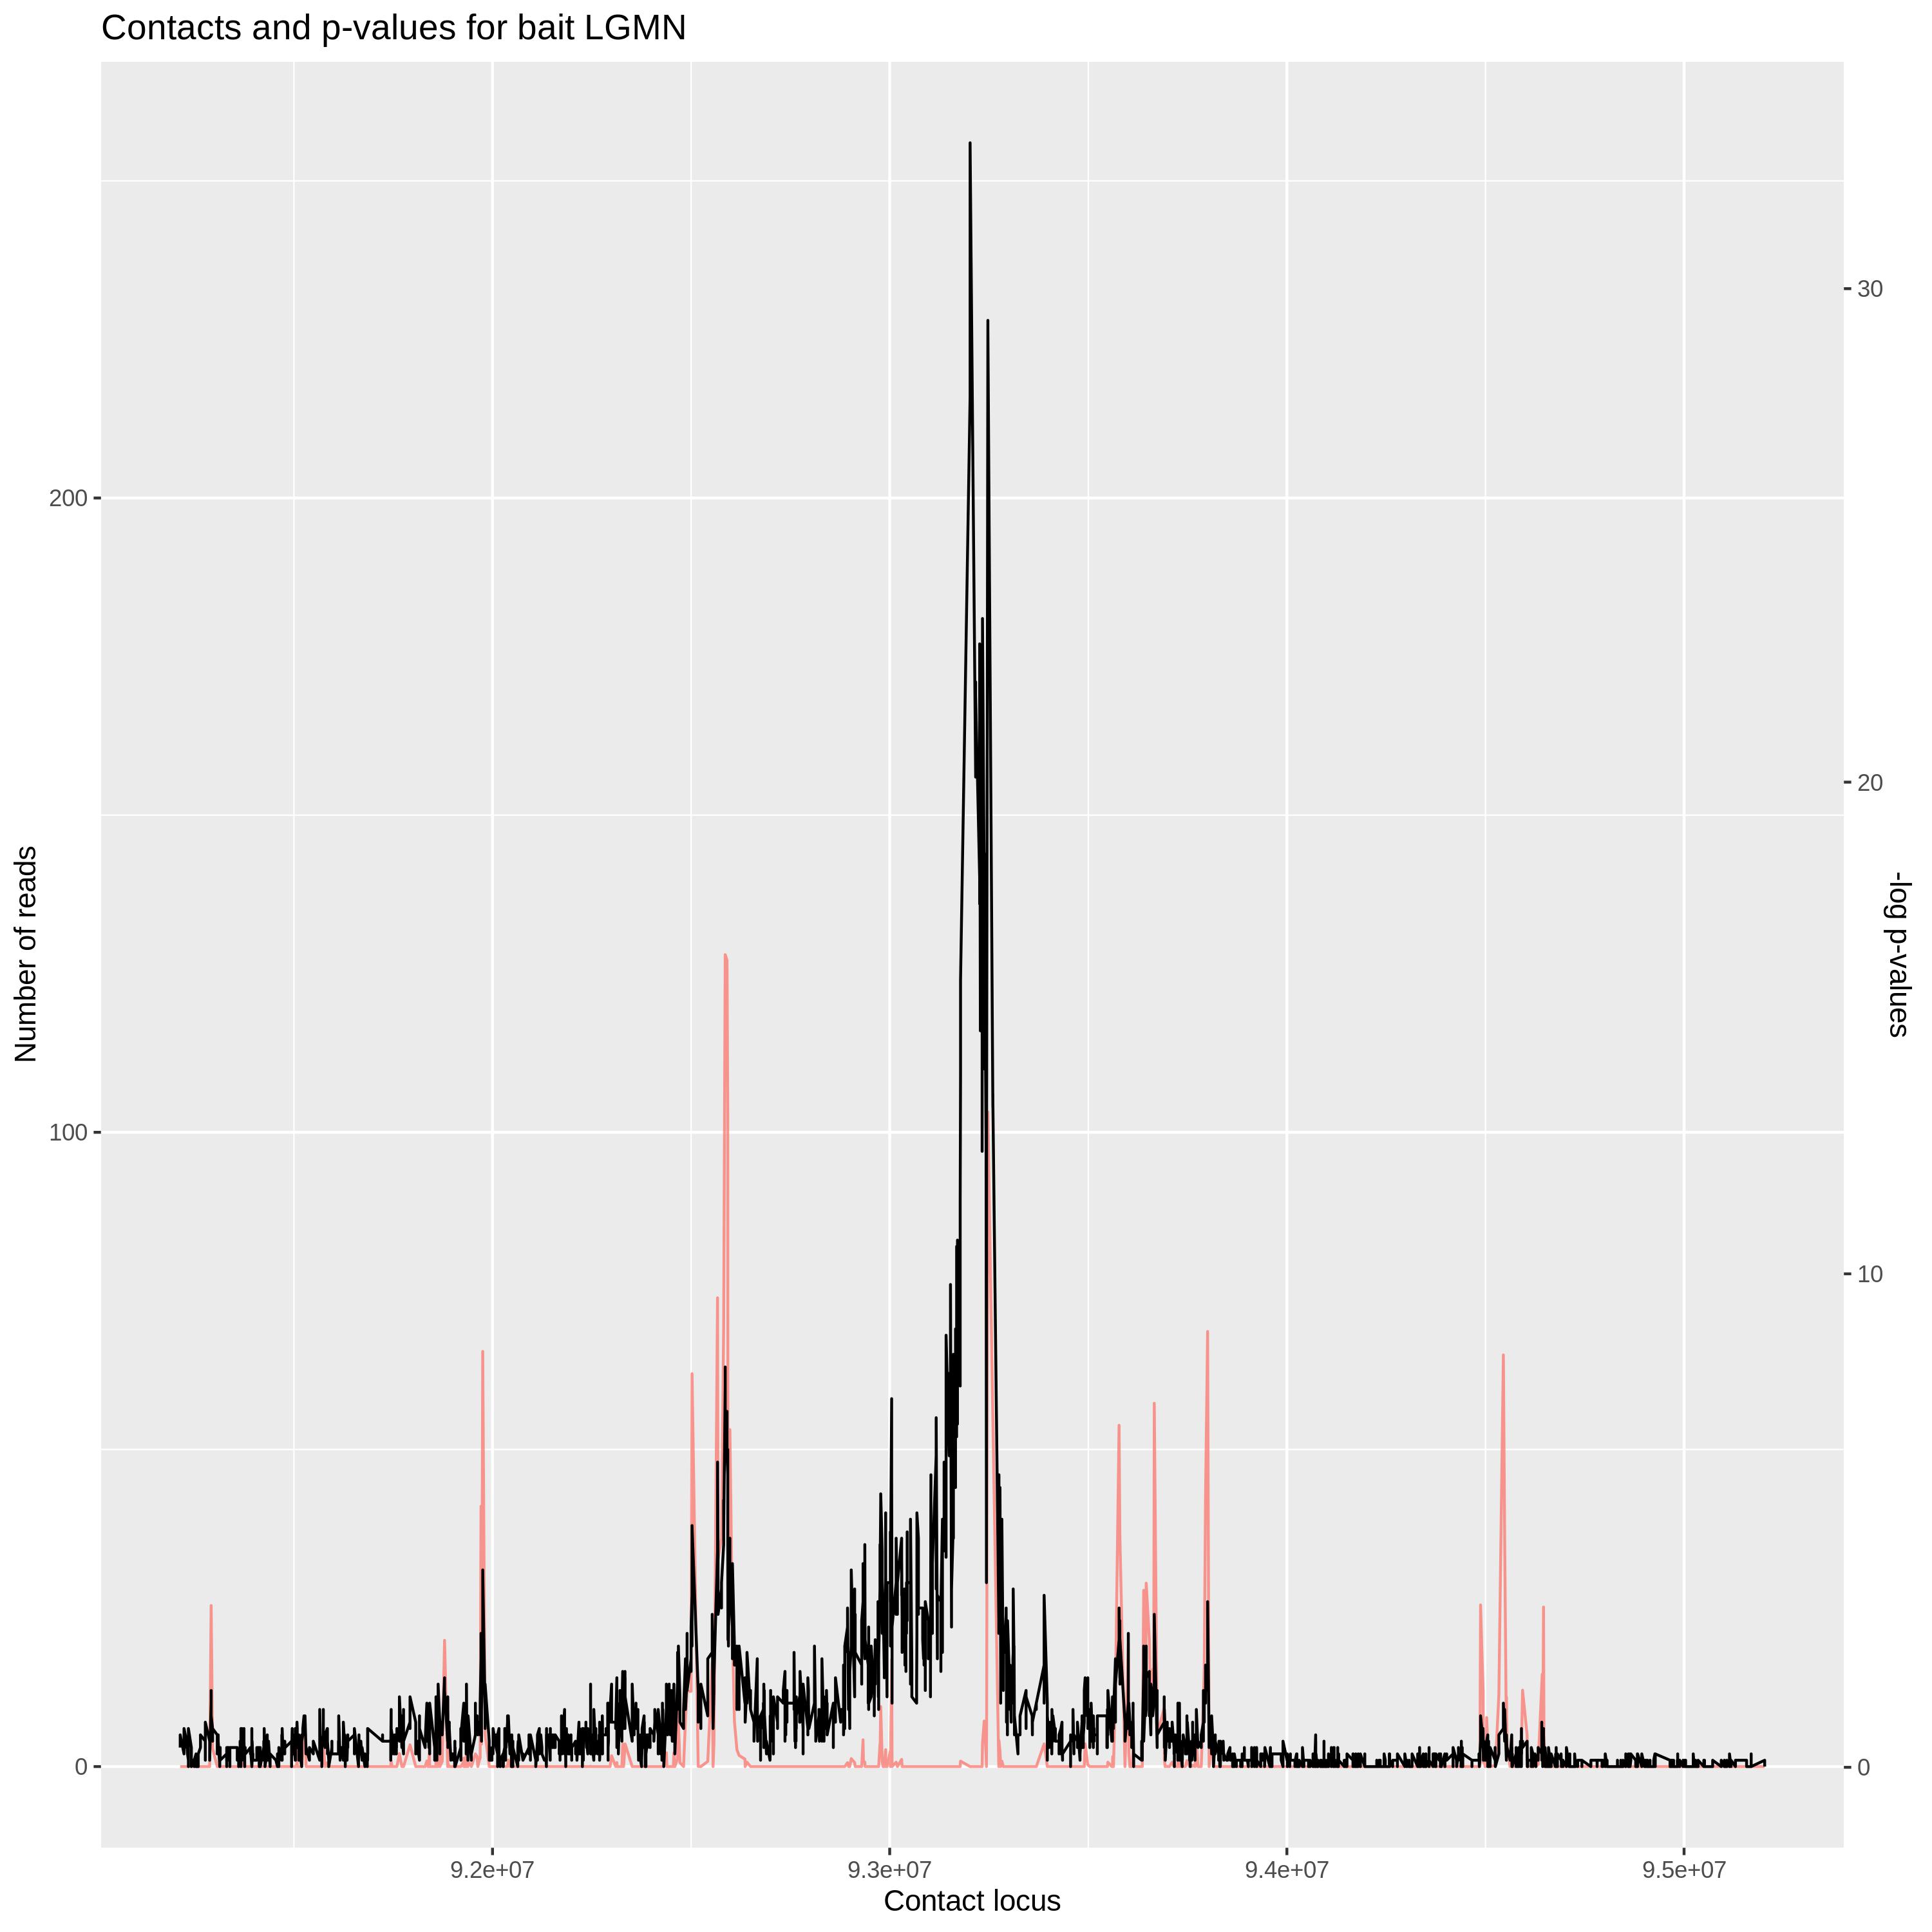 Contacts and p-values for bait LGMN
Number of reads
200
100
0
30
20
10
0
-log p-values
9.2e+07
9.3e+07
9.4e+07
9.5e+07
Contact locus